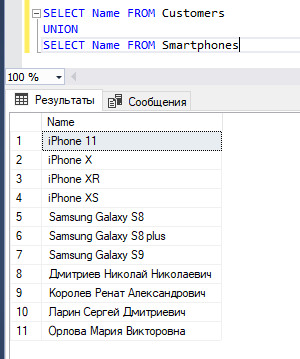 SELECT Name FROM Customers
UNION
SELECT Name FROM Smartphones
100 %
Результаты Сообщения
Name
1 iPhone 11
2 iPhone X
3 iPhone XR
4 iPhone XS
5 Samsung Galaxy S8
6 Samsung Galaxy S8 plus
7 Samsung Galaxy S9
8 Дмитриев Николай Николаевич
9 Королев Ренат Александрович
10 Ларин Сергей Дмитриевич
11 Орлова Мария Викторовна